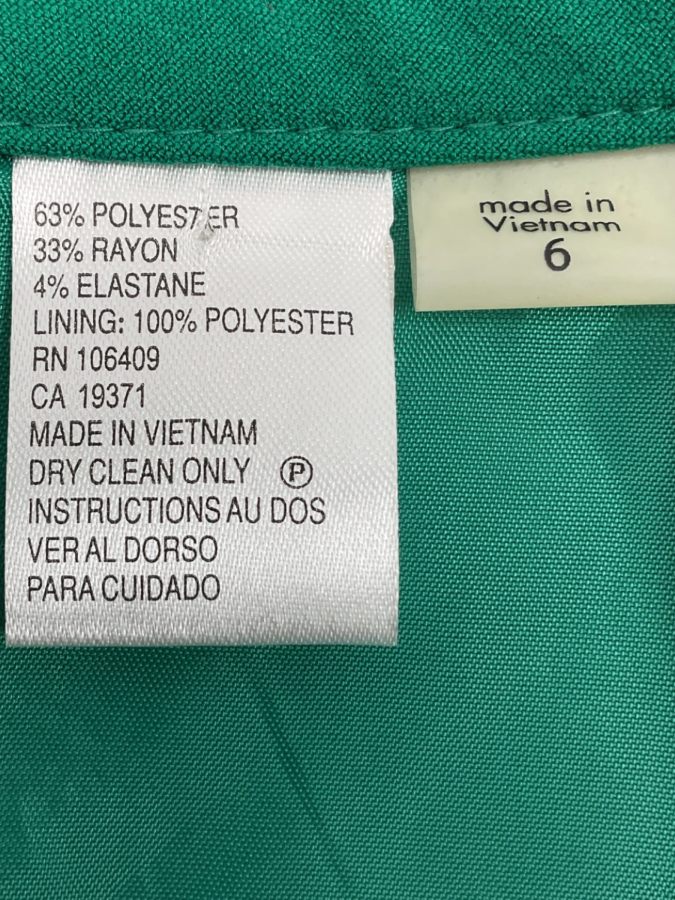 63% POLYESTER
33% RAYON
4% ELASTANE
LINING: 100% POLYESTER
RN 106409
CA 19371
MADE IN VIETNAM
DRY CLEAN ONLY Ⓟ
INSTRUCTIONS AU DOS
VER AL DORSO
PARA CUIDADO
made in
Vietnam
6